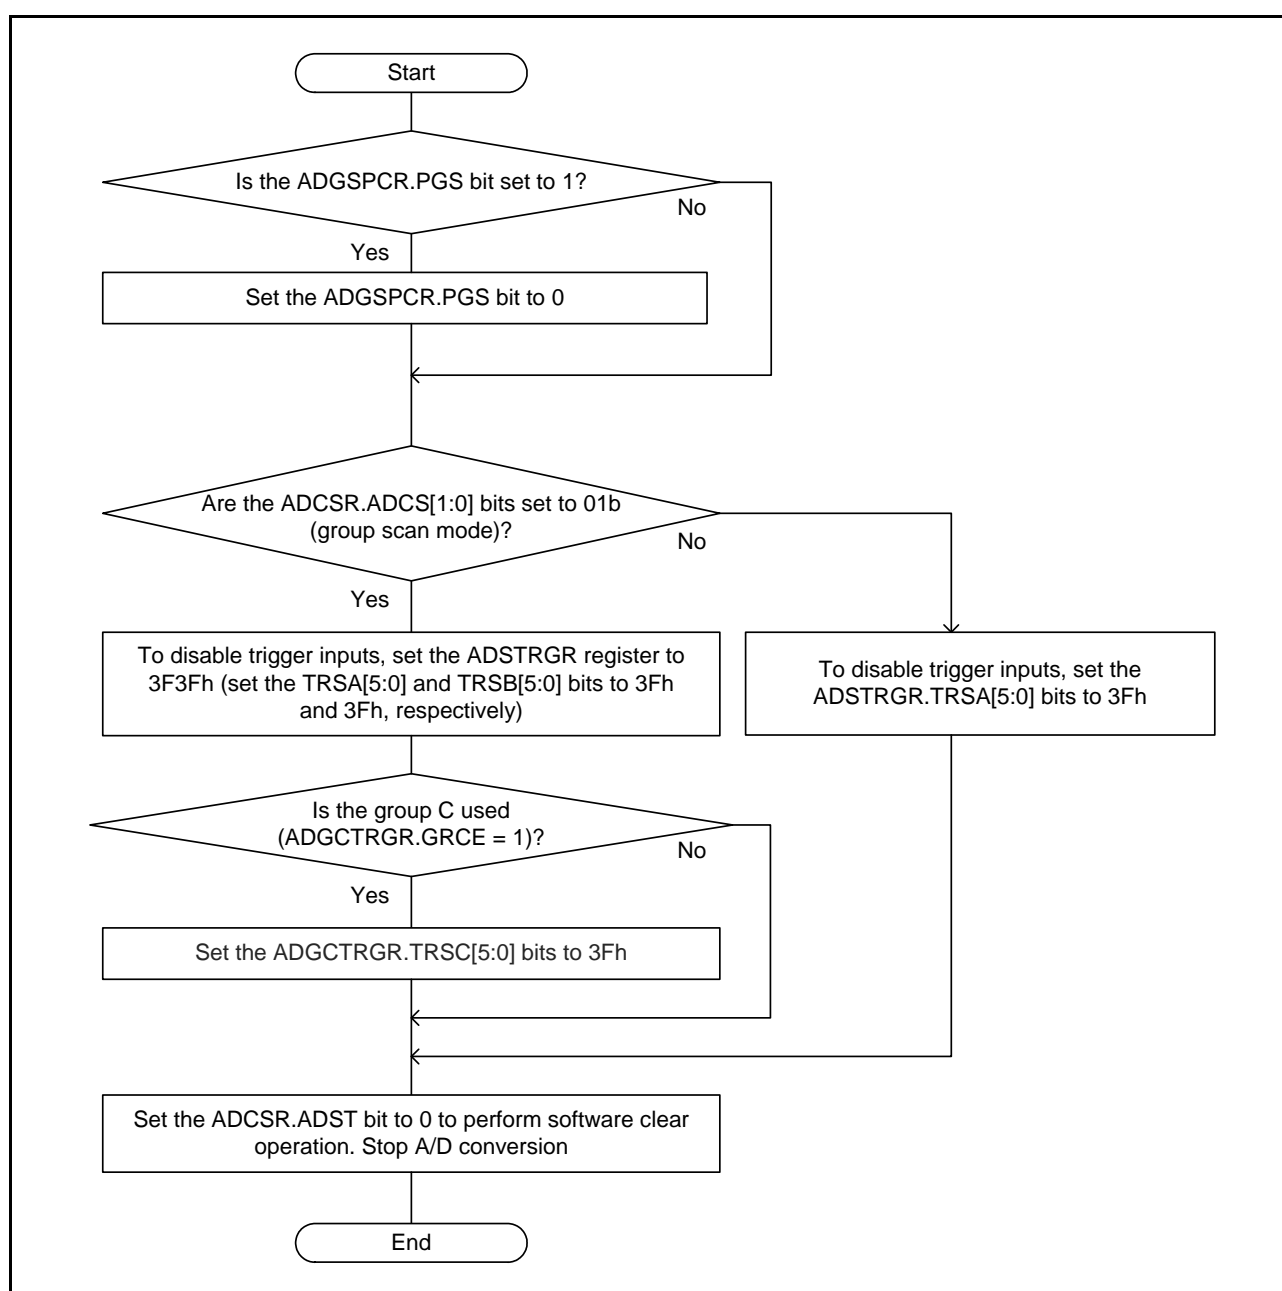 Start
Is the ADGSPCR.PGS bit set to 1?
No
Yes
Set the ADGSPCR.PGS bit to 0
Are the ADCSR.ADCS[1:0] bits set to 01b
(group scan mode)?
No
Yes
To disable trigger inputs, set the ADSTRGR register to
3F3Fh (set the TRSA[5:0] and TRSB[5:0] bits to 3Fh
and 3Fh, respectively)
To disable trigger inputs, set the
ADSTRGR.TRSA[5:0] bits to 3Fh
Is the group C used
(ADGCTRGR.GRCE = 1)?
No
Yes
Set the ADGCTRGR.TRSC[5:0] bits to 3Fh
Set the ADCSR.ADST bit to 0 to perform software clear
operation. Stop A/D conversion
End